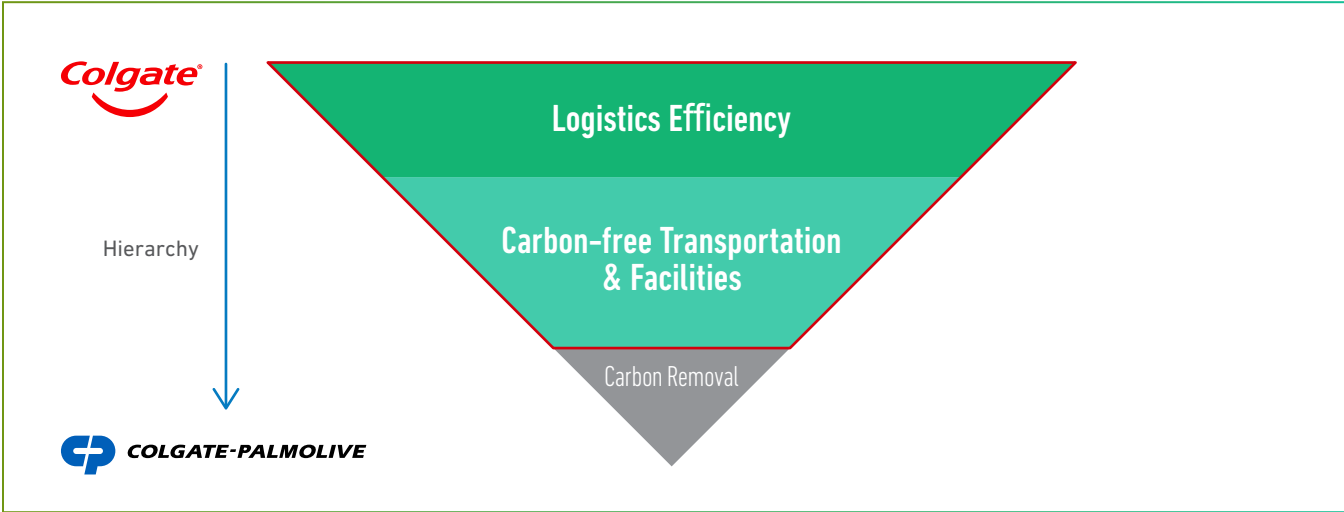 Colgate®
Logistics Efficiency
Hierarchy
Carbon-free Transportation
& Facilities
Carbon Removal
COLGATE-PALMOLIVE